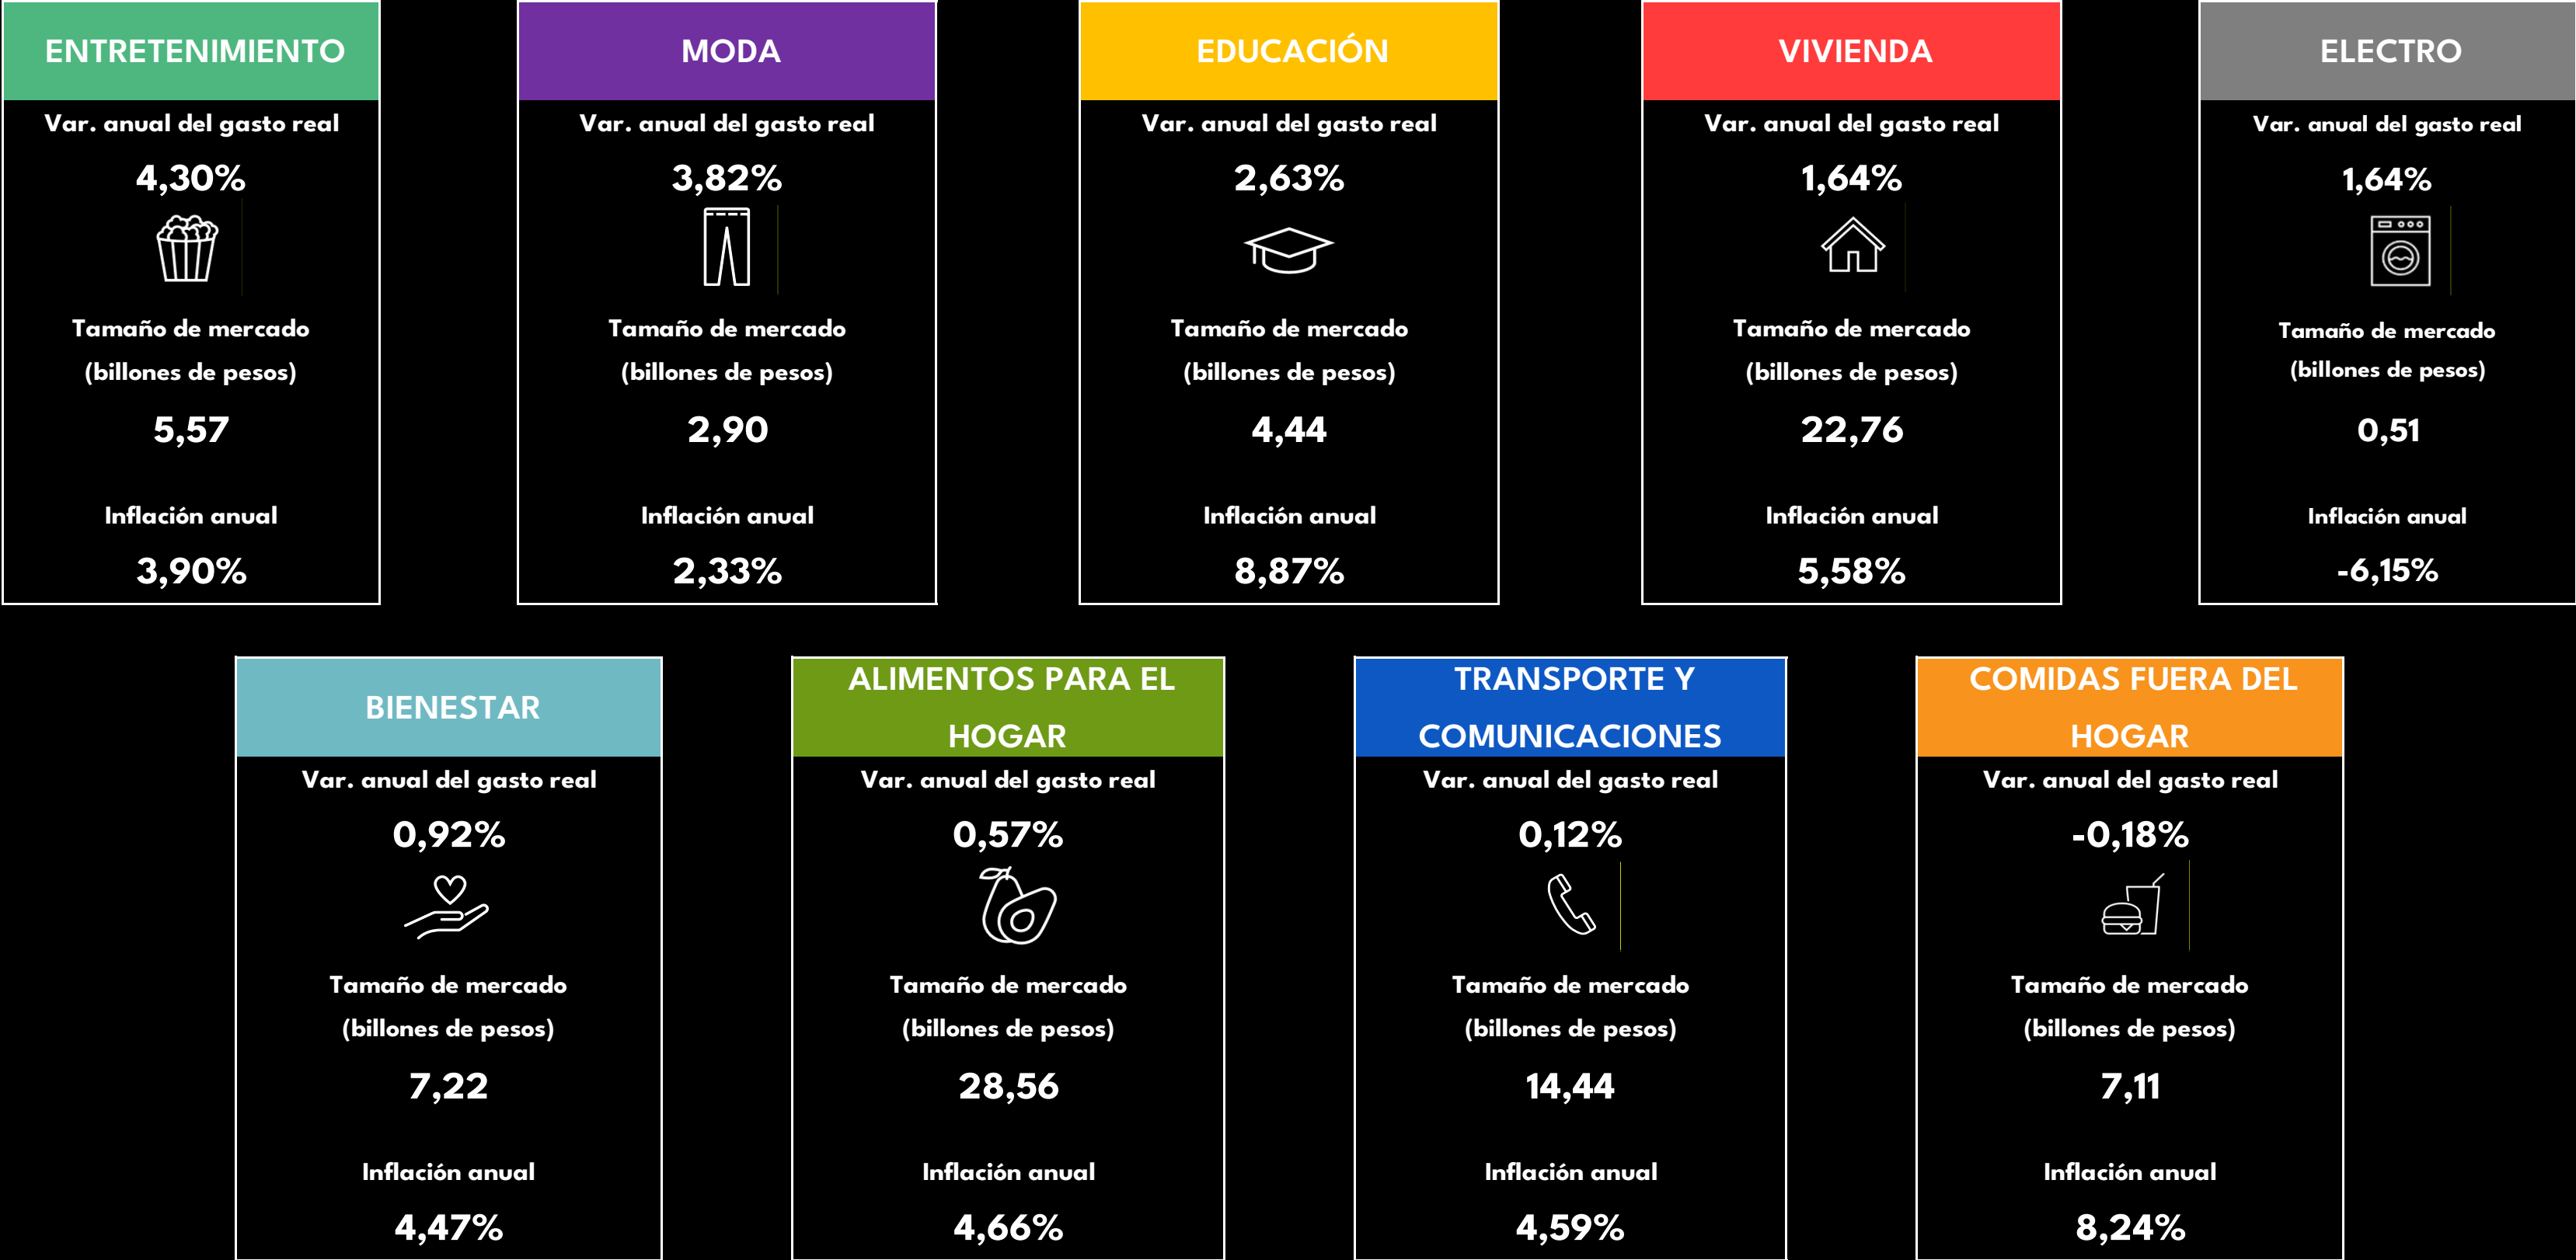 ENTRETENIMIENTO
Var. anual del gasto real
4,30%
Tamaño de mercado
(billones de pesos)
5,57
Inflación anual
3,90%
MODA
Var. anual del gasto real
3,82%
Tamaño de mercado
(billones de pesos)
2,90
Inflación anual
2,33%
EDUCACIÓN
Var. anual del gasto real
2,63%
Tamaño de mercado
(billones de pesos)
4,44
Inflación anual
8,87%
VIVIENDA
Var. anual del gasto real
1,64%
Tamaño de mercado
(billones de pesos)
22,76
Inflación anual
5,58%
ELECTRO
Var. anual del gasto real
1,64%
Tamaño de mercado
(billones de pesos)
0,51
Inflación anual
-6,15%
BIENESTAR
Var. anual del gasto real
0,92%
Tamaño de mercado
(billones de pesos)
7,22
Inflación anual
4,47%
ALIMENTOS PARA EL
HOGAR
Var. anual del gasto real
0,57%
Tamaño de mercado
(billones de pesos)
28,56
Inflación anual
4,66%
TRANSPORTE Y
COMUNICACIONES
Var. anual del gasto real
0,12%
Tamaño de mercado
(billones de pesos)
14,44
Inflación anual
4,59%
COMIDAS FUERA DEL
HOGAR
Var. anual del gasto real
-0,18%
Tamaño de mercado
(billones de pesos)
7,11
Inflación anual
8,24%